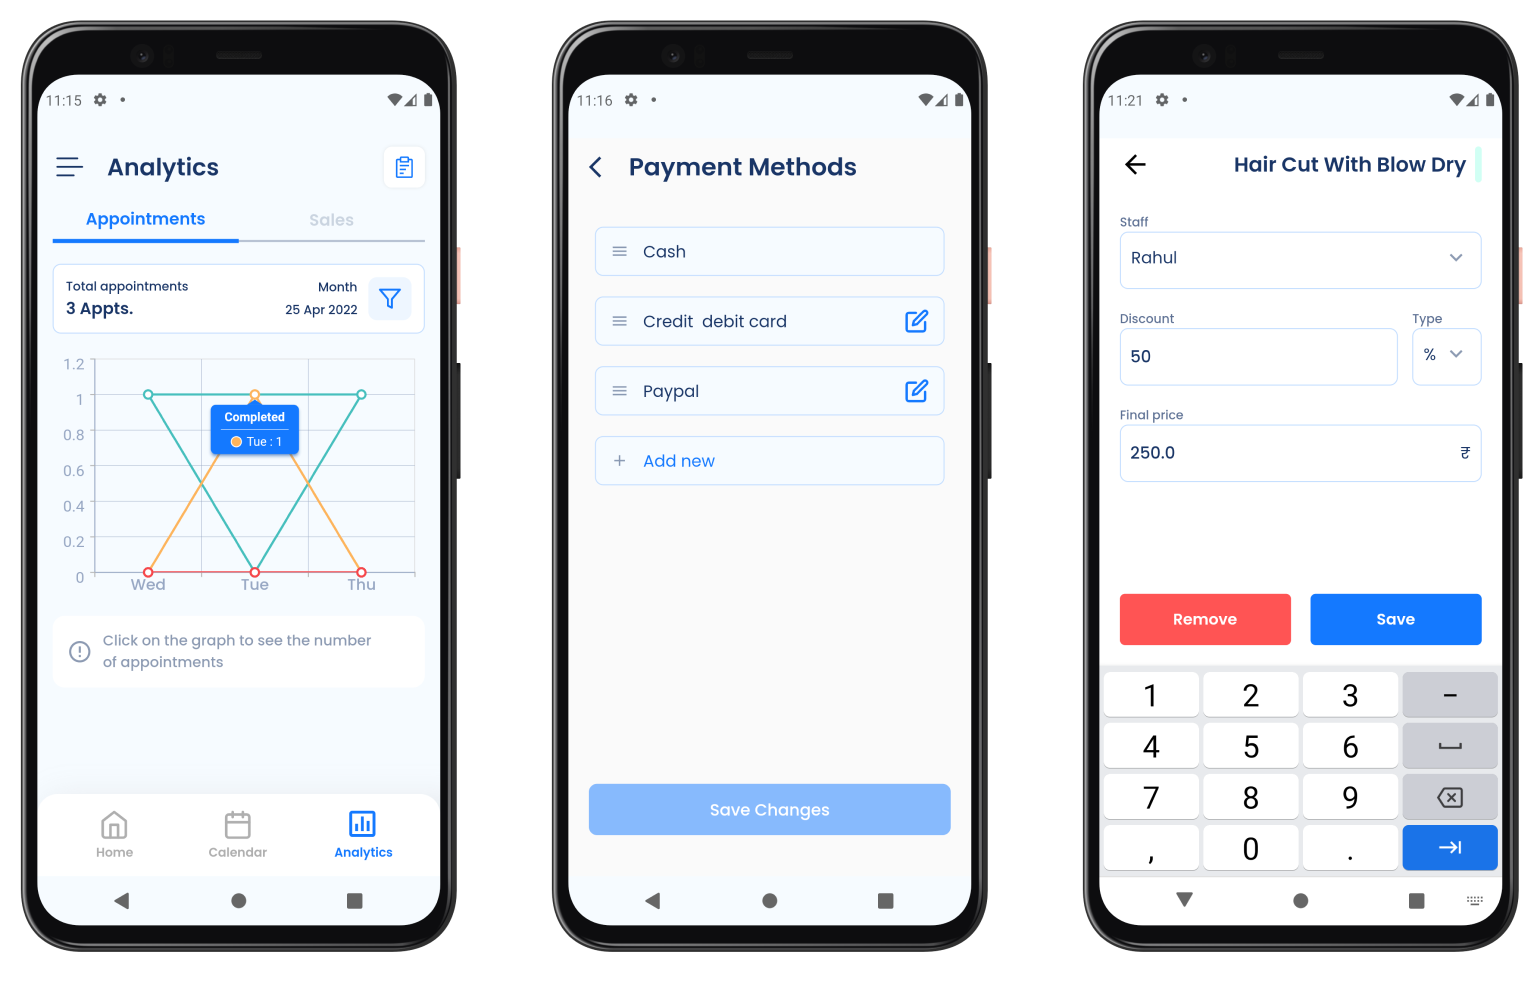 11:15
Analytics
Appointments
Sales
Total appointments
Month
3 Appts.
25 Apr 2022
1.2
1
0.8
0.6
0.4
0.2
0
Completed
Tue : 1
Wed
Tue
Thu
Click on the graph to see the number
of appointments
Home
Calendar
Analytics
11:16
Payment Methods
Cash
Credit  debit card
Paypal
+ Add new
Save Changes
11:21
Hair Cut With Blow Dry
Staff
Rahul
Discount
Type
50
%
Final price
250.0 ₹
Remove
Save
1 2 3 –
4 5 6
7 8 9
, 0 .